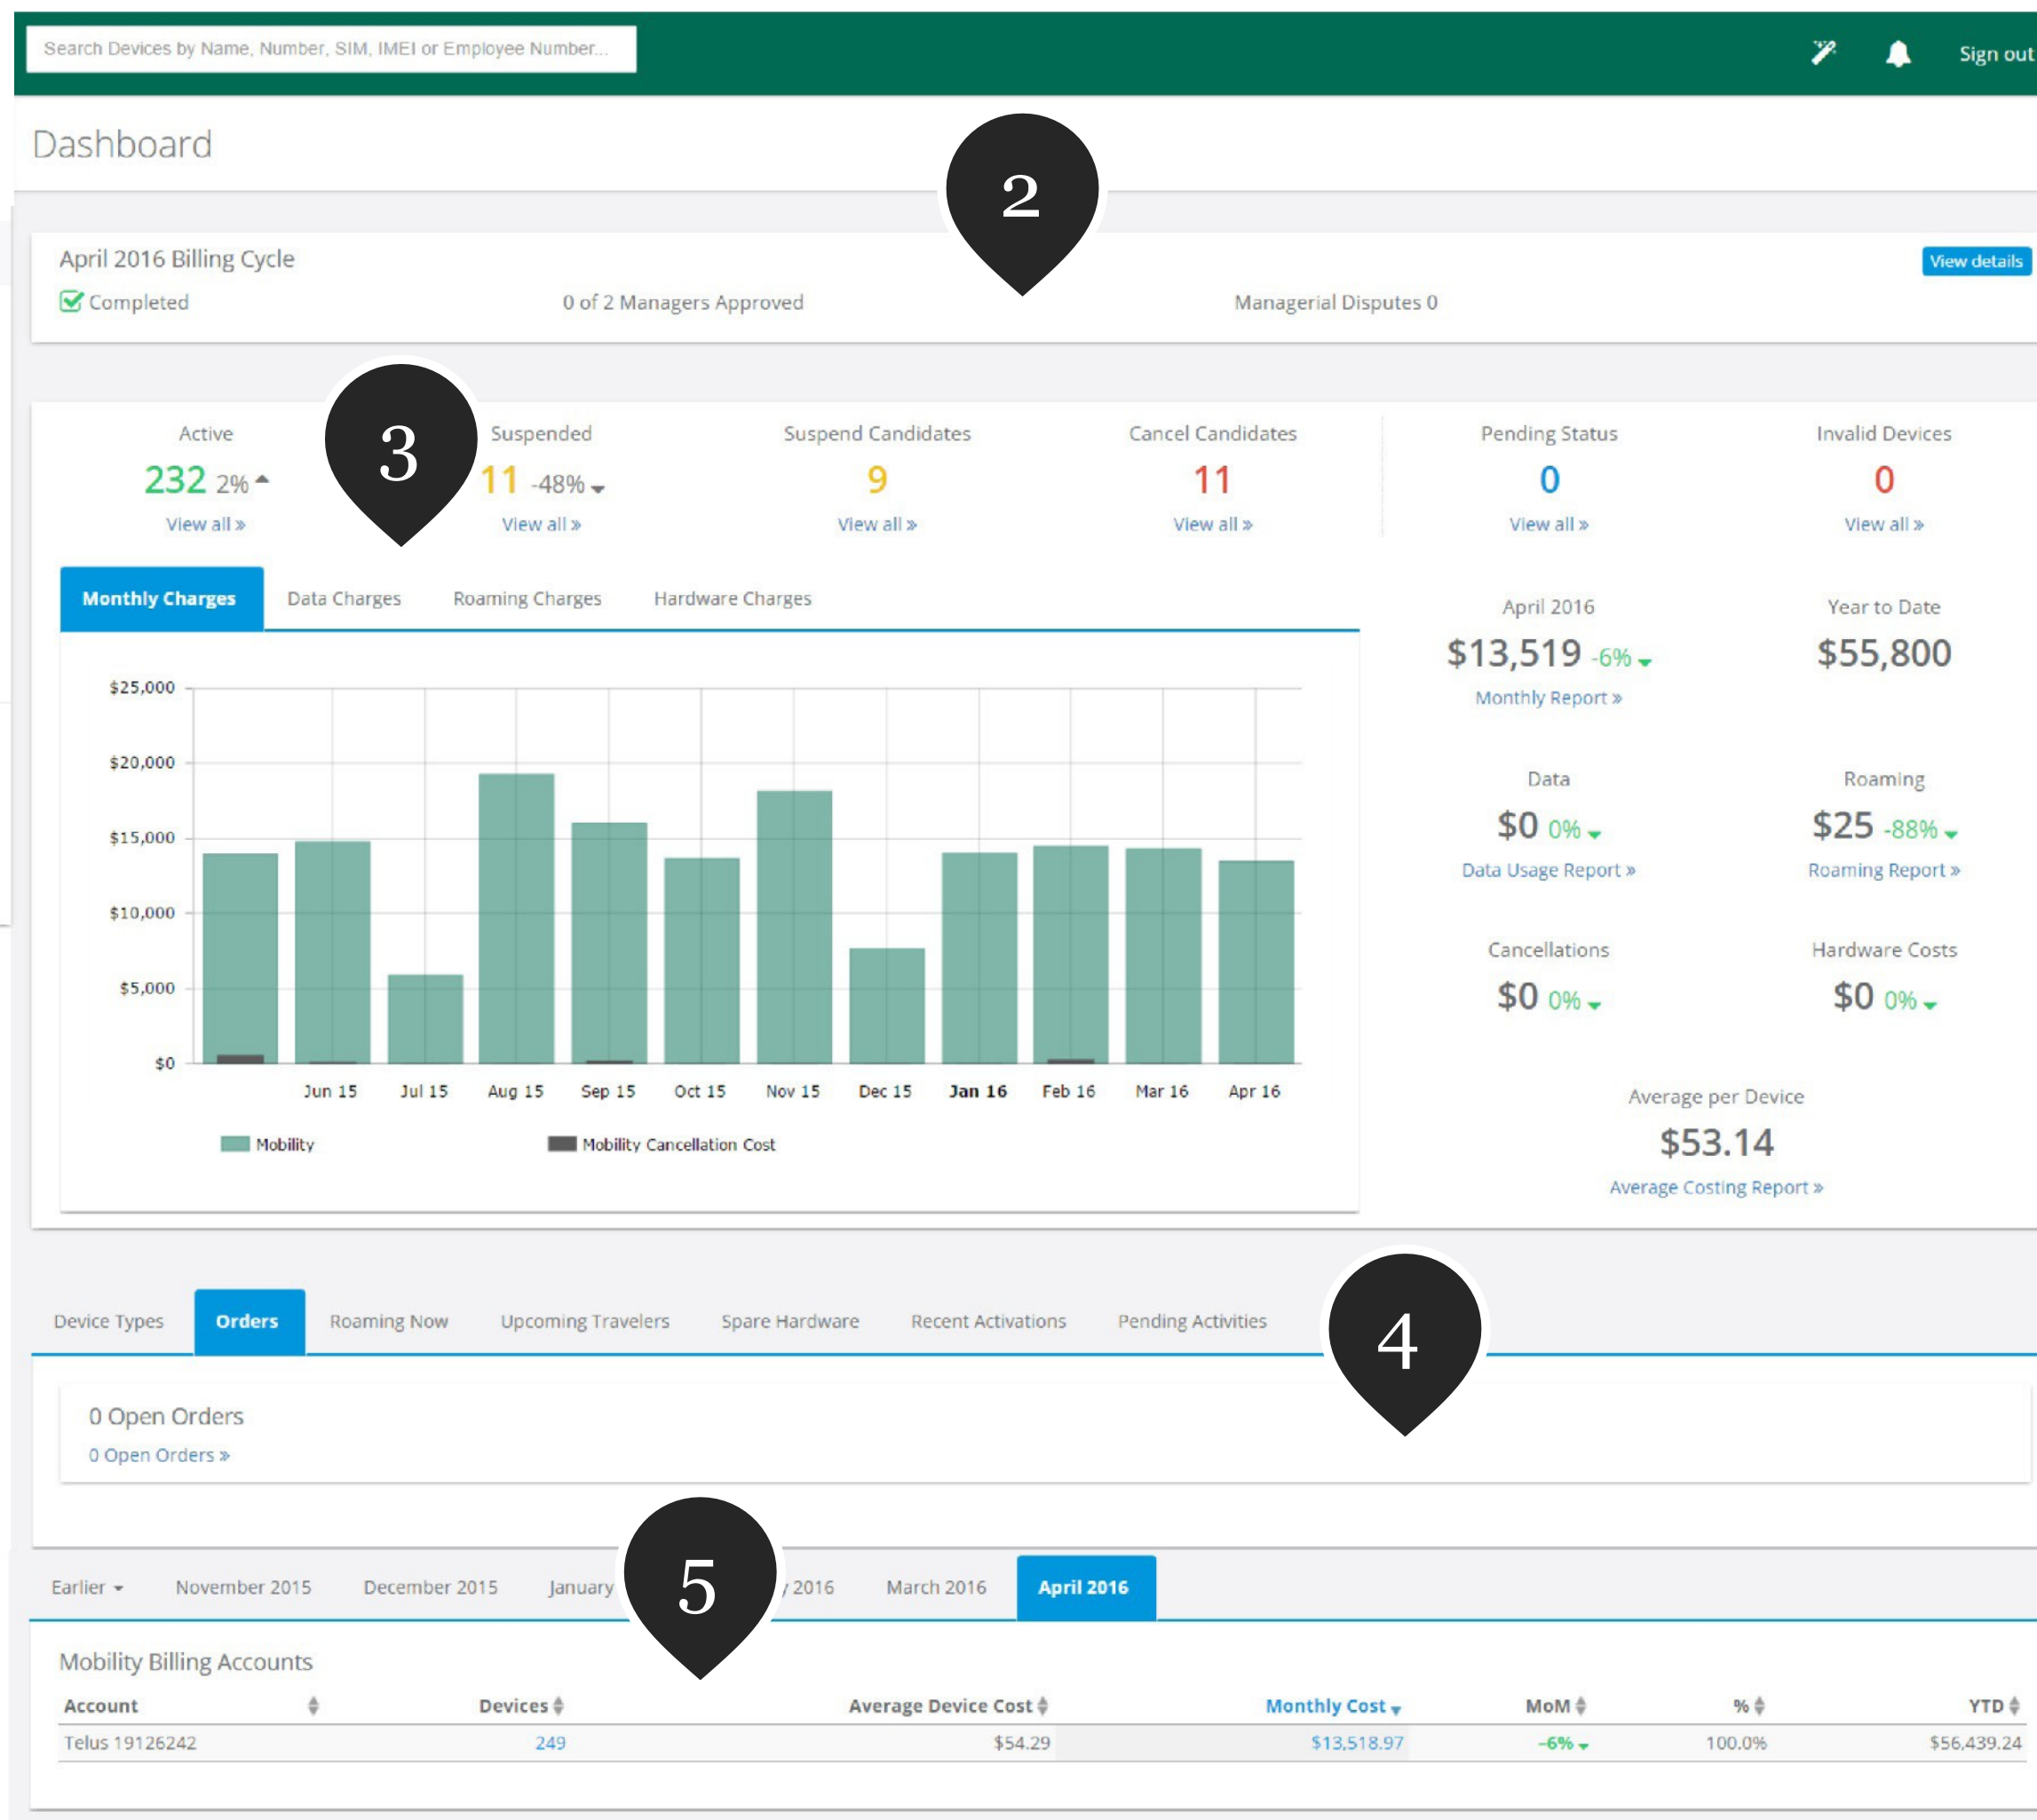 Search Devices by Name, Number, SIM, IMEI or Employee Number...
Sign out
Dashboard
2
April 2016 Billing Cycle
View details
Completed
0 of 2 Managers Approved
Managerial Disputes 0
3
Active
Suspended
Suspend Candidates
Cancel Candidates
Pending Status
Invalid Devices
232 2%
11 -48%
9
11
0
0
View all »
View all »
View all »
View all »
View all »
View all »
Monthly Charges
Data Charges
Roaming Charges
Hardware Charges
$25,000
$20,000
$15,000
$10,000
$5,000
$0
Jun 15
Jul 15
Aug 15
Sep 15
Oct 15
Nov 15
Dec 15
Jan 16
Feb 16
Mar 16
Apr 16
Mobility
Mobility Cancellation Cost
April 2016
Year to Date
$13,519 -6%
$55,800
Monthly Report »
Data
Roaming
$0 0%
$25 -88%
Data Usage Report »
Roaming Report »
Cancellations
Hardware Costs
$0 0%
$0 0%
Average per Device
$53.14
Average Costing Report »
4
Device Types
Orders
Roaming Now
Upcoming Travelers
Spare Hardware
Recent Activations
Pending Activities
0 Open Orders
0 Open Orders »
5
Earlier
November 2015
December 2015
January
2016
March 2016
April 2016
Mobility Billing Accounts
Account
Devices
Average Device Cost
Monthly Cost
MoM
%
YTD
Telus 19126242
249
$54.29
$13,518.97
-6%
100.0%
$56,439.24